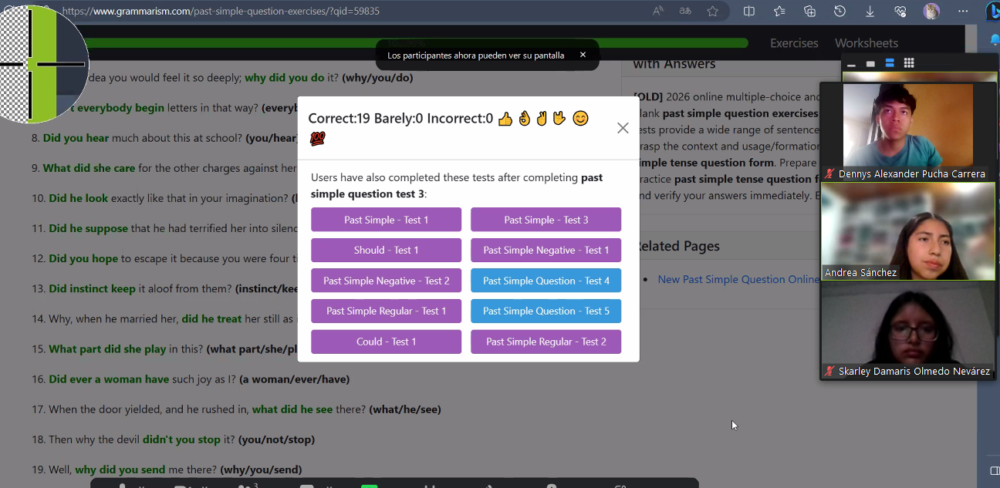 https://www.grammarism.com/past-simple-question-exercises/?qid=59835
Exercises Worksheets
Los participantes ahora pueden ver su pantalla
dea you would feel it so deeply; why did you do it? (why/you/do)
everybody begin letters in that way? (everyb
8. Did you hear much about this at school? (you/hear)
9. What did she care for the other charges against her
10. Did he look exactly like that in your imagination? (
11. Did he suppose that he had terrified her into silenc
12. Did you hope to escape it because you were four t
13. Did instinct keep it aloof from them? (instinct/kee
14. Why, when he married her, did he treat her still as
15. What part did she play in this? (what part/she/pl
16. Did ever a woman have such joy as I? (a woman/ever/have)
17. When the door yielded, and he rushed in, what did he see there? (what/he/see)
18. Then why the devil didn't you stop it? (you/not/stop)
19. Well, why did you send me there? (why/you/send)
Correct:19 Barely:0 Incorrect:0 👍 👌 ✌ 🤟 😊
💯
Users have also completed these tests after completing past
simple question test 3:
Past Simple - Test 1
Past Simple - Test 3
Should - Test 1
Past Simple Negative - Test 1
Past Simple Negative - Test 2
Past Simple Question - Test 4
Past Simple Regular - Test 1
Past Simple Question - Test 5
Could - Test 1
Past Simple Regular - Test 2
with Answers
[OLD] 2026 online multiple-choice and
lank past simple question exercises
ests provide a wide range of sentence
rasp the context and usage/formation
imple tense question form. Prepare
ractice past simple tense question f
nd verify your answers immediately. E
Related Pages
New Past Simple Question Online
Dennys Alexander Pucha Carrera
Andrea Sánchez
Skarley Damaris Olmedo Nevárez
3